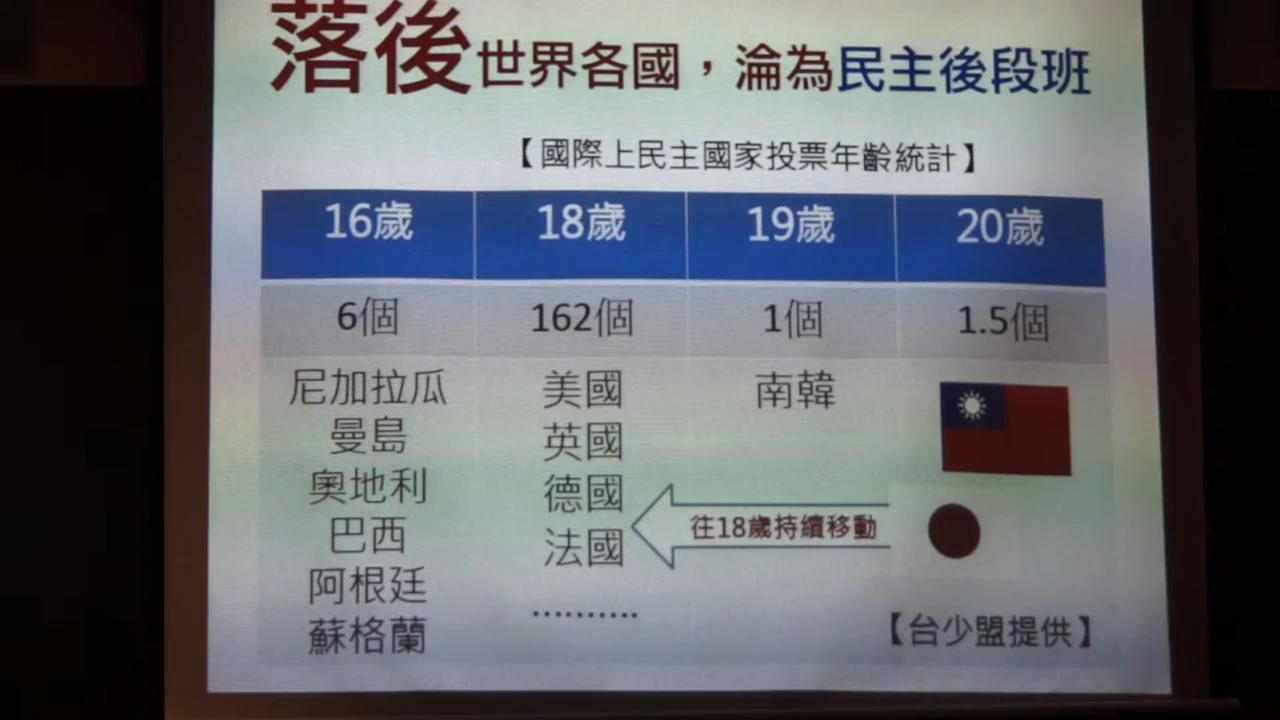 落後世界各國，淪為民主後段班
【國際上民主國家投票年齡統計】
16歲 18歲 19歲 20歲
6個 162個 1個 1.5個
尼加拉瓜 美國 南韓
曼島 英國
奧地利 德國
巴西 法國
往18歲持續移動
阿根廷
..........
蘇格蘭
【台少盟提供】